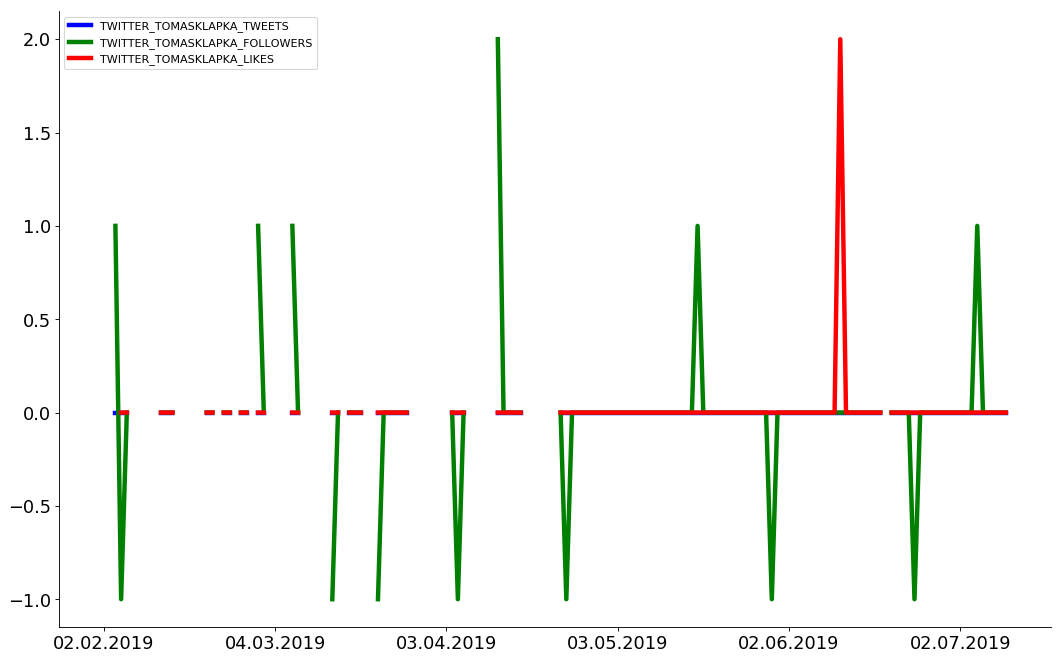 TWITTER_TOMASKLAPKA_TWEETS
TWITTER_TOMASKLAPKA_FOLLOWERS
TWITTER_TOMASKLAPKA_LIKES
2.0
1.5
1.0
0.5
0.0
−0.5
−1.0
02.02.2019 04.03.2019 03.04.2019 03.05.2019 02.06.2019 02.07.2019